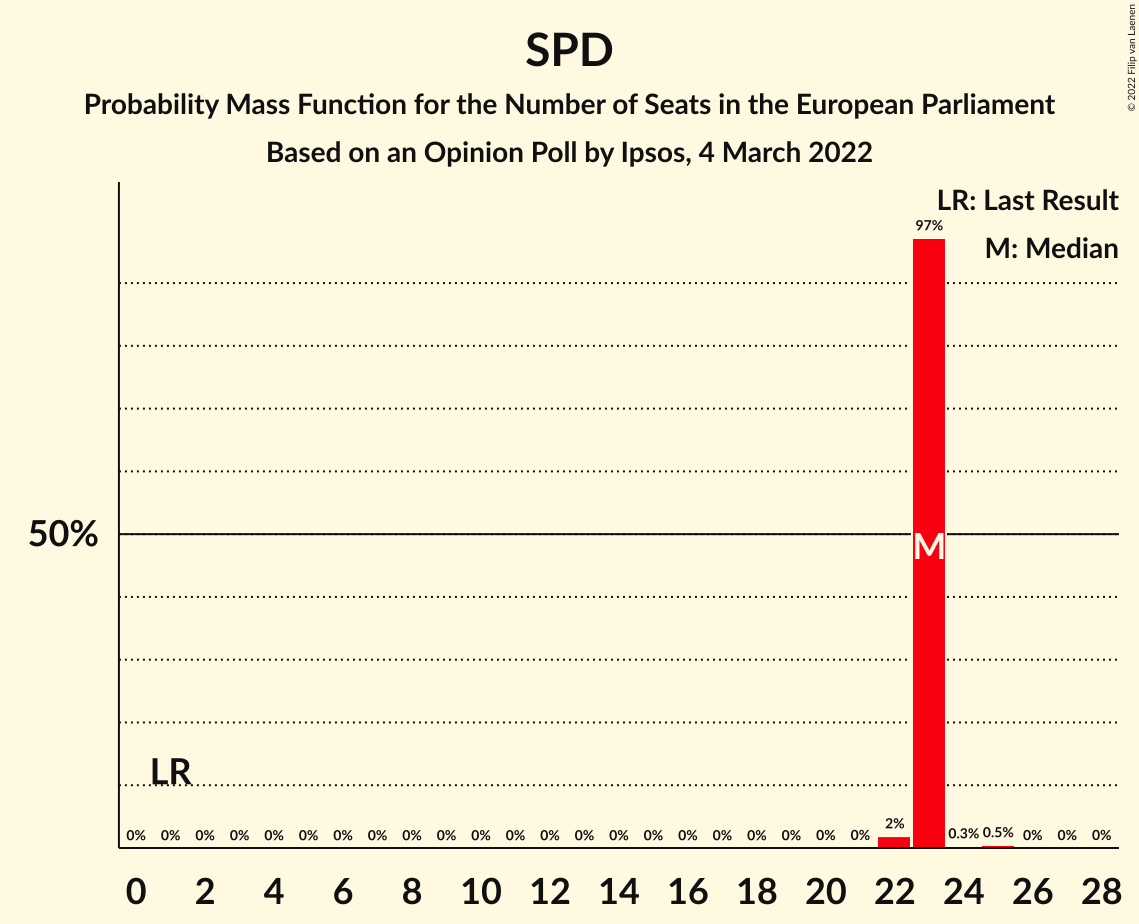 SPD
Probability Mass Function for the Number of Seats in the European Parliament
Based on an Opinion Poll by Ipsos, 4 March 2022
© 2022 Filip van Laenen
LR: Last Result
97%
M: Median
50%
M
LR
0% 0% 0% 0% 0% 0% 0% 0% 0% 0% 0% 0% 0% 0% 0% 0% 0% 0% 0% 0% 0% 0% 2% 0.3% 0.5% 0% 0% 0%
0 2 4 6 8 10 12 14 16 18 20 22 24 26 28